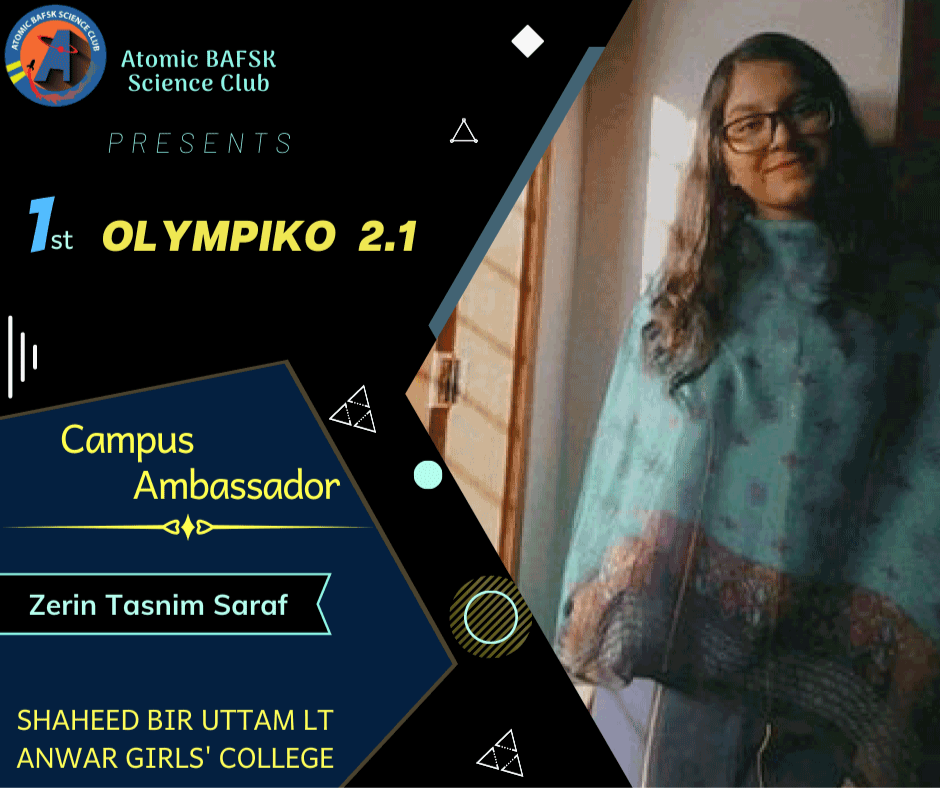 ATOMIC BAFSK SCIENCE CLUB
A
Atomic BAFSK
Science Club
PRESENTS
1st OLYMPIKO 2.1
Campus
Ambassador
Zerin Tasnim Saraf
SHAHEED BIR UTTAM LT
ANWAR GIRLS' COLLEGE